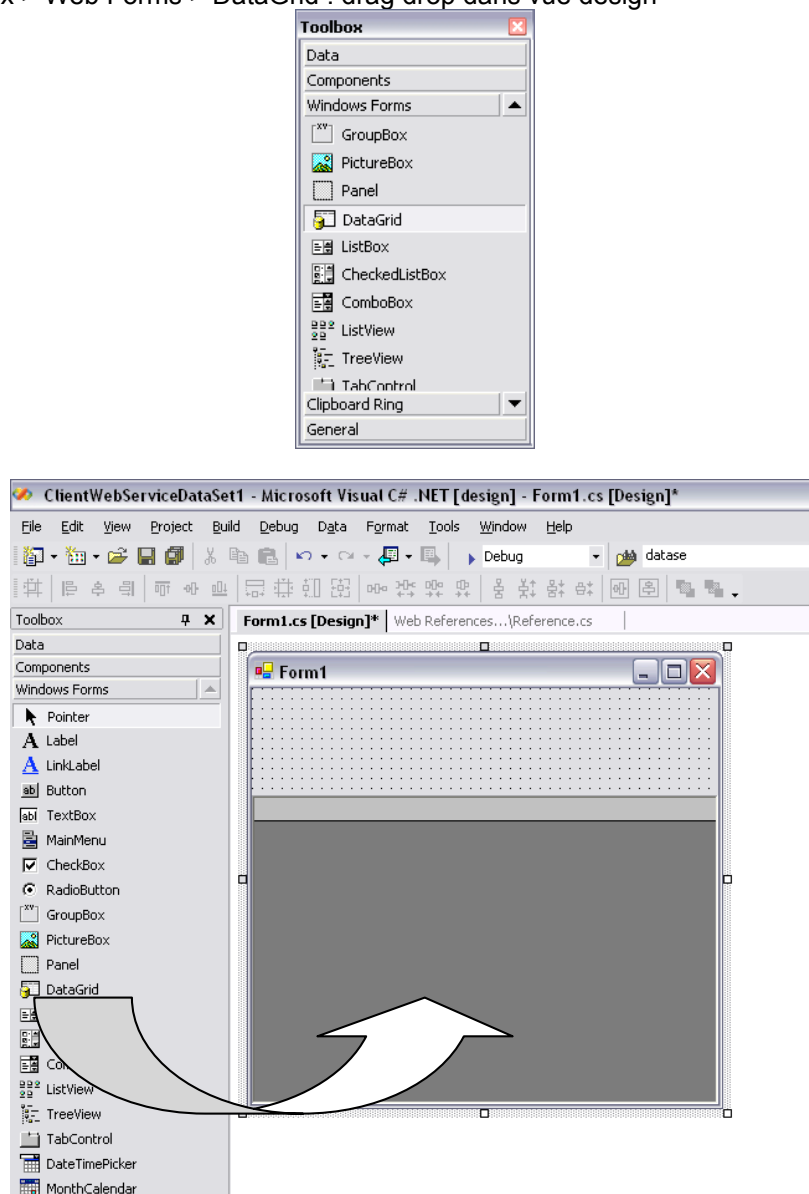 x > Web Forms > DataGrid : drag drop dans vue design
Toolbox
Data
Components
Windows Forms
GroupBox
PictureBox
Panel
DataGrid
ListBox
CheckedListBox
ComboBox
ListView
TreeView
TabControl
Clipboard Ring
General
ClientWebServiceDataSet1 - Microsoft Visual C# .NET [design] - Form1.cs [Design]*
File Edit View Project Build Debug Data Format Tools Window Help
Debug datase
Toolbox
Form1.cs [Design]* Web References...\Reference.cs
Data
Components
Windows Forms
Form1
Pointer
Label
LinkLabel
Button
TextBox
MainMenu
CheckBox
RadioButton
GroupBox
PictureBox
Panel
DataGrid
ListView
TreeView
TabControl
DateTimePicker
MonthCalendar